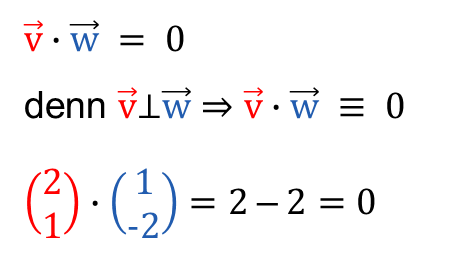 v⃗ · w⃗ = 0
denn v⃗⊥w⃗ ⇒ v⃗ · w⃗ ≡ 0
(2 1) · (1 -2) = 2 − 2 = 0